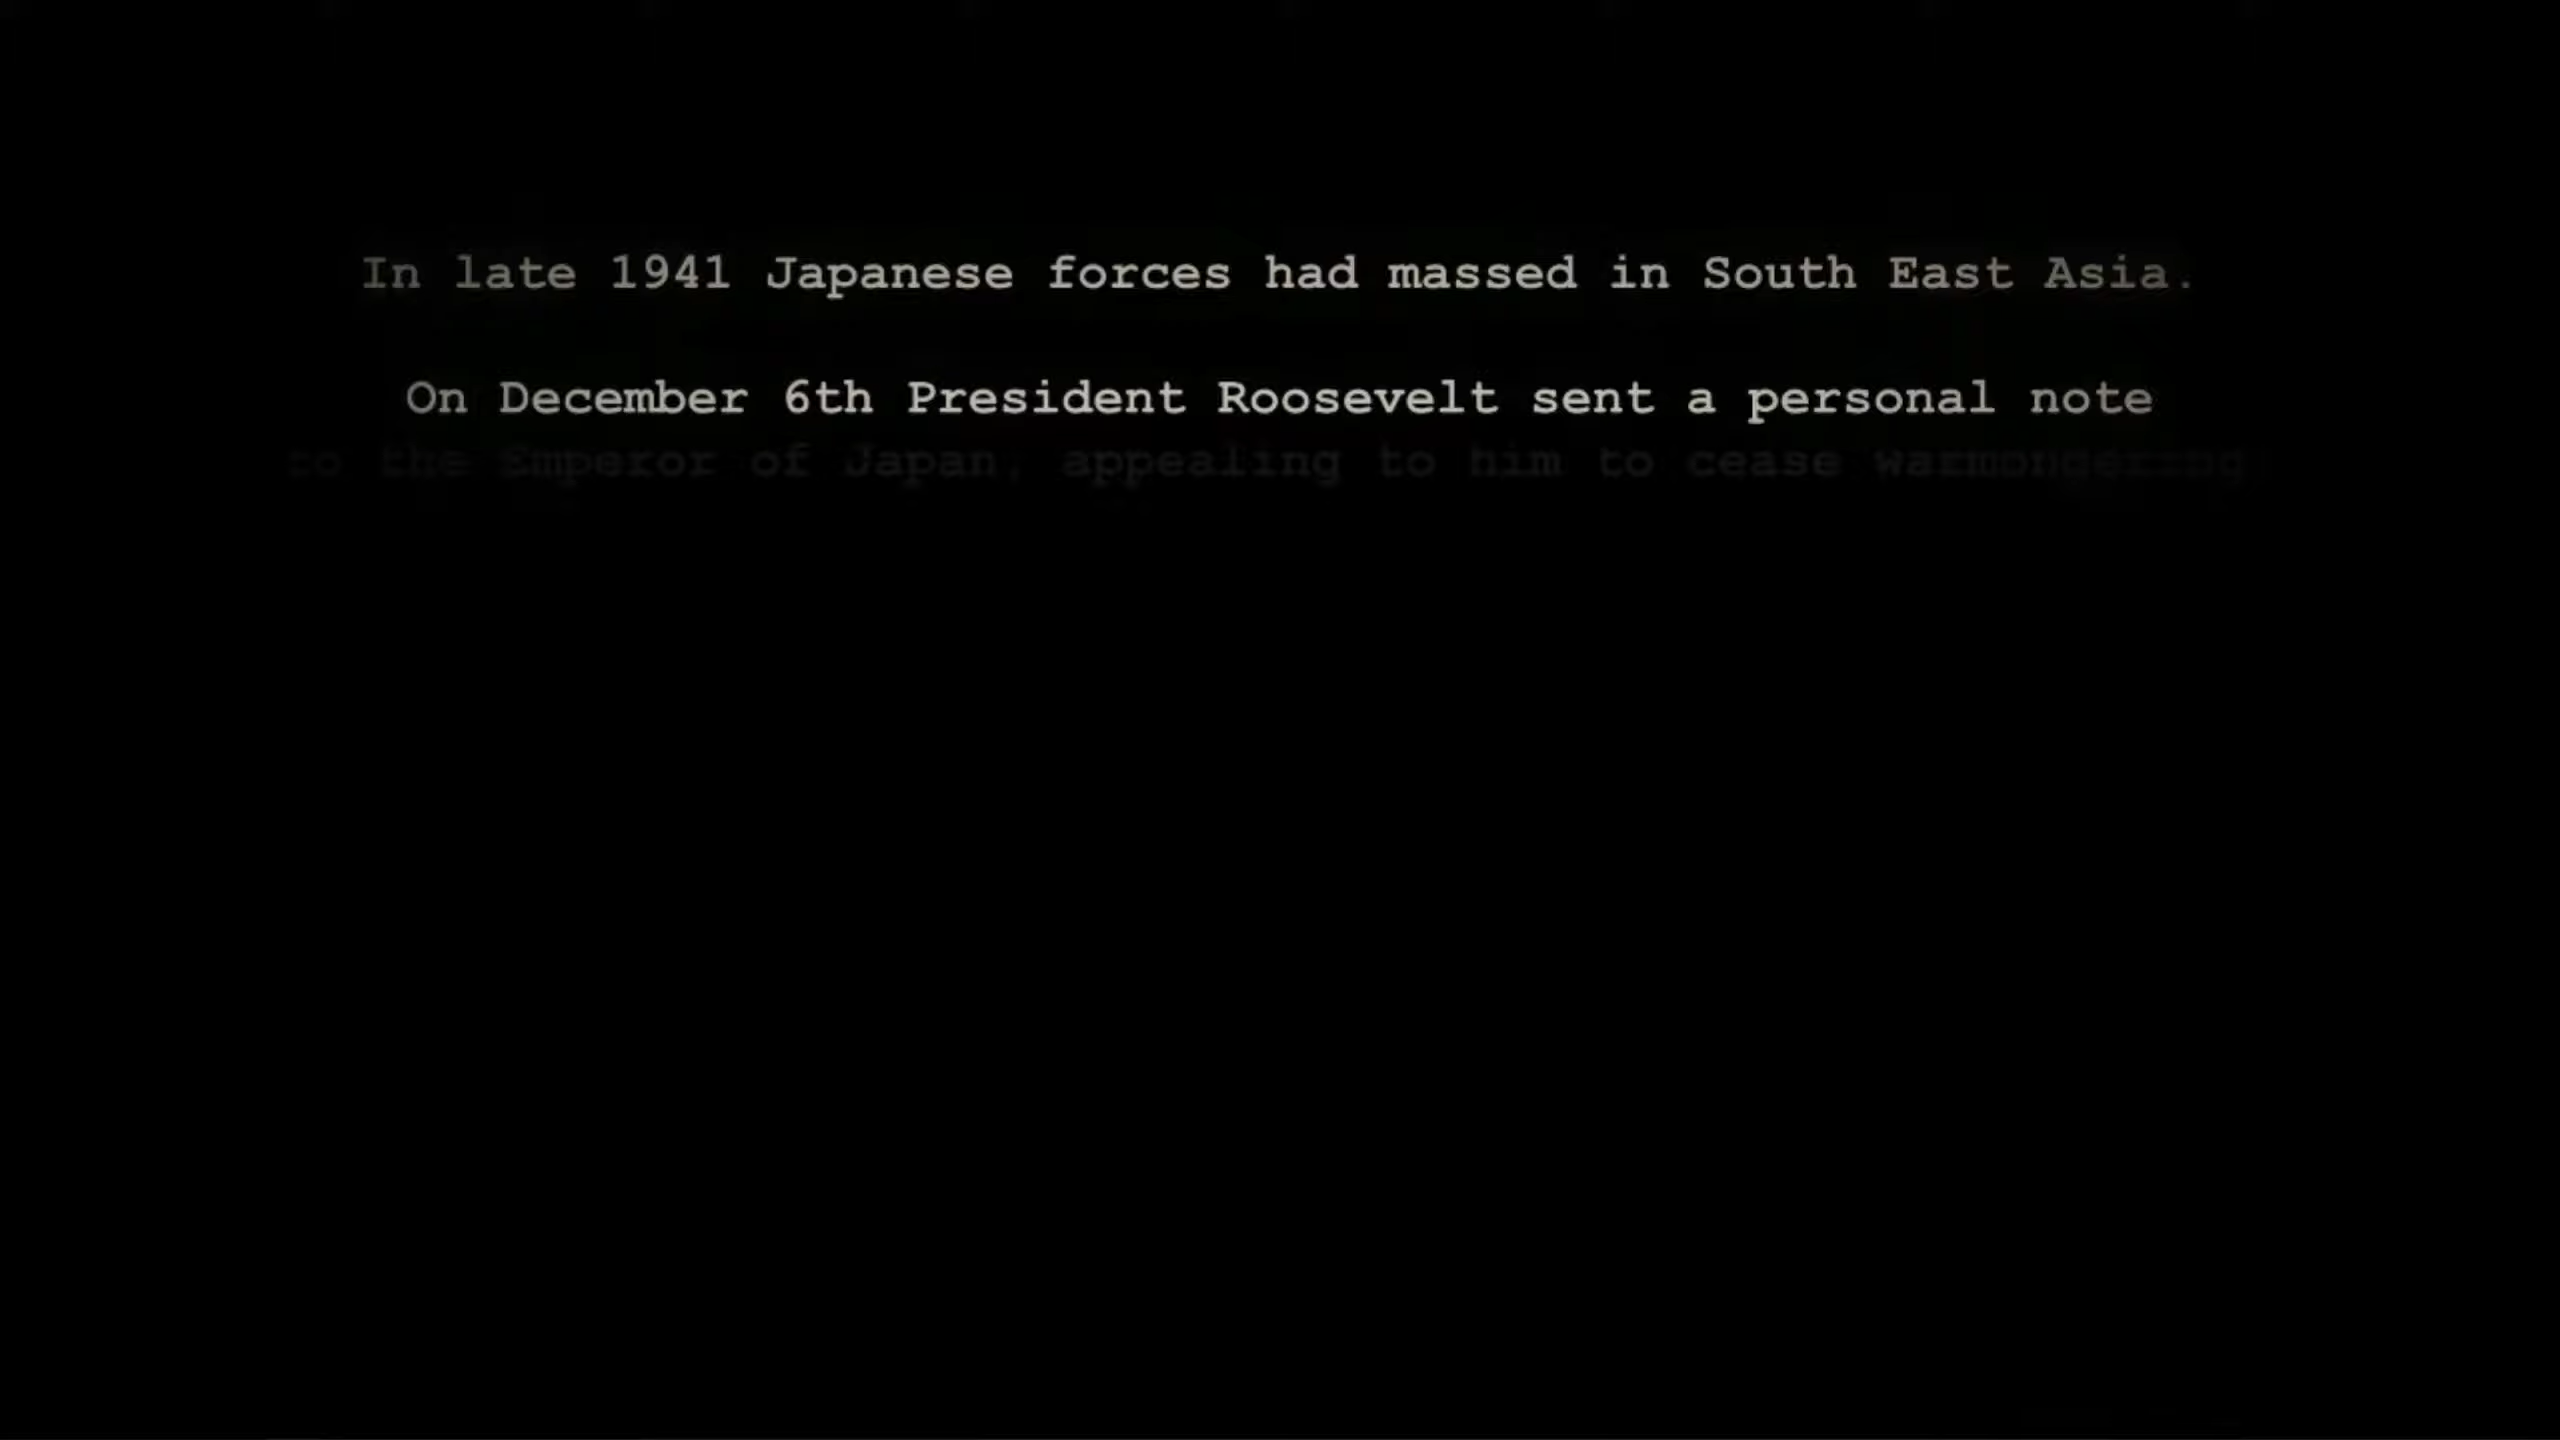 In late 1941 Japanese forces had massed in South East Asia.
On December 6th President Roosevelt sent a personal note
to the Emperor of Japan, appealing to him to cease warmongering